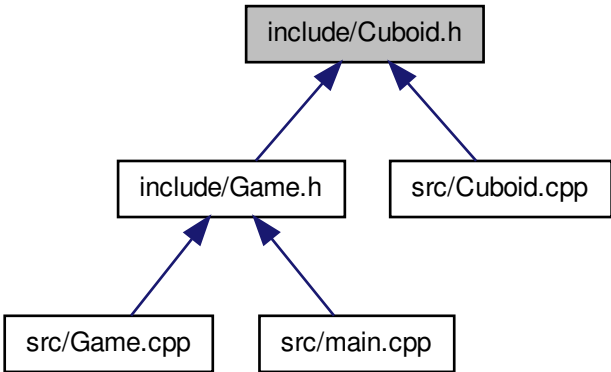 include/Cuboid.h
include/Game.h
src/Cuboid.cpp
src/Game.cpp
src/main.cpp